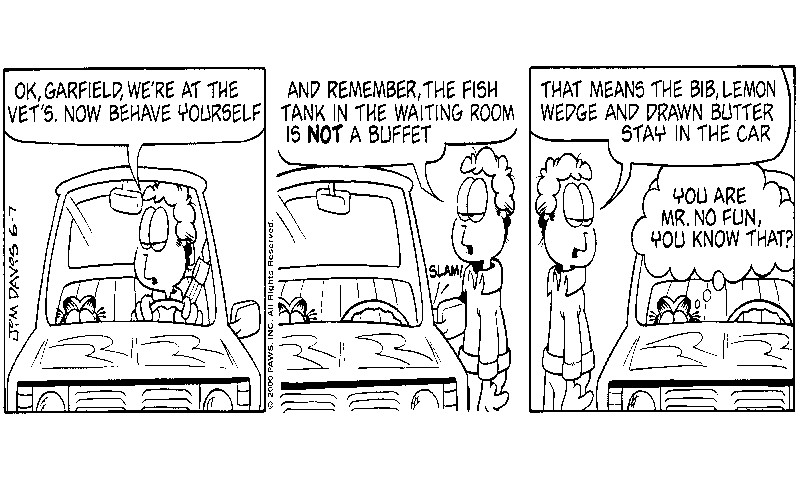 OK, GARFIELD, WE'RE AT THE
VET'S. NOW BEHAVE YOURSELF
JIM DAVIS 6-7
© 2000 PAWS, INC. All Rights Reserved.
AND REMEMBER, THE FISH
TANK IN THE WAITING ROOM
IS NOT A BUFFET
SLAM!
THAT MEANS THE BIB, LEMON
WEDGE AND DRAWN BUTTER
STAY IN THE CAR
YOU ARE
MR. NO FUN,
YOU KNOW THAT?